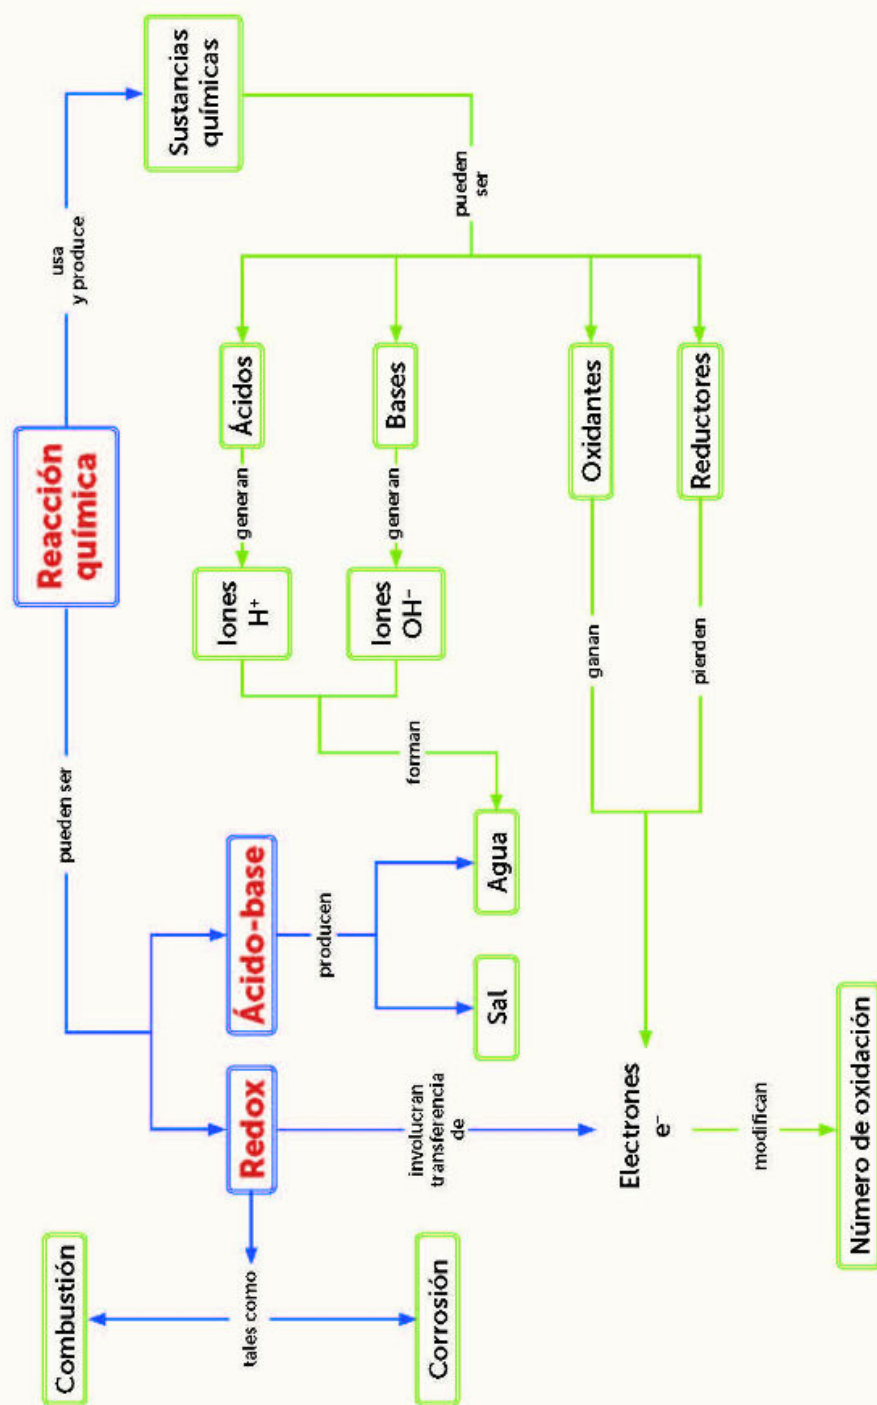 Reacción
química
pueden ser
usa
y produce
Sustancias
químicas
Redox
Ácido-base
tales como
Combustión
Corrosión
involucran
transferencia
de
producen
Sal
Agua
pueden
ser
Ácidos
generan
Iones
H⁺
Bases
generan
Iones
OH⁻
forman
Oxidantes
ganan
Reductores
pierden
Electrones
e⁻
modifican
Número de oxidación